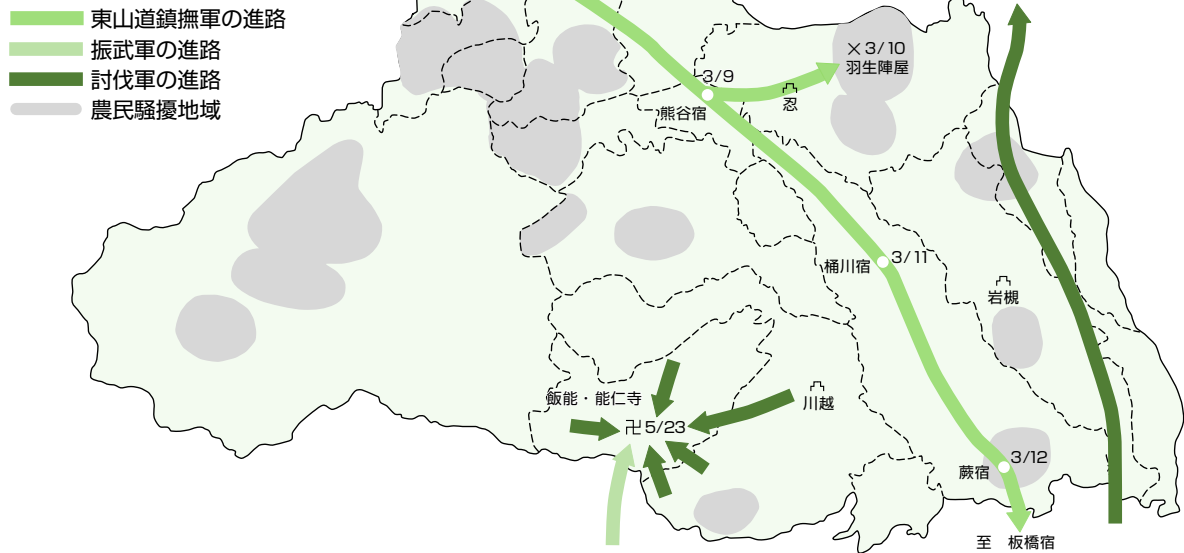 東山道鎮撫軍の進路
振武軍の進路
討伐軍の進路
農民騒擾地域
×3/10
羽生陣屋
3/9
忍
熊谷宿
3/11
桶川宿
岩槻
飯能・能仁寺
川越
卍5/23
3/12
蕨宿
至 板橋宿